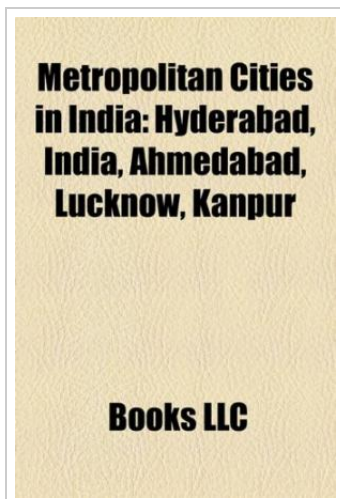 Metropolitan Cities
in India: Hyderabad,
India, Ahmedabad,
Lucknow, Kanpur
Books LLC